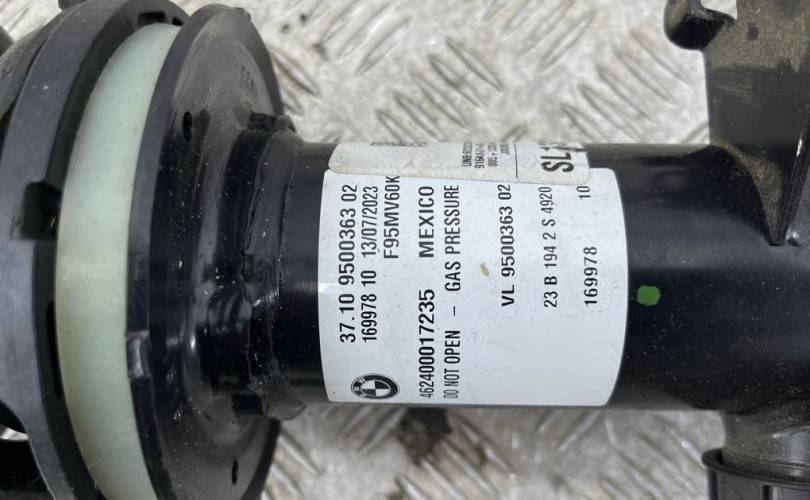 37.10 9500363 02
169978 10 13/07/2023
F95MV60K
462400017235 MEXICO
DO NOT OPEN - GAS PRESSURE
VL 9500363 02
23 B 194 2 S 4920
169978 10